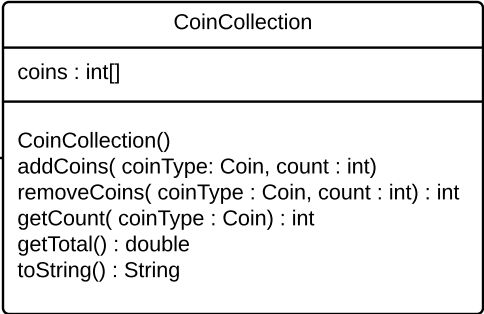 CoinCollection
coins : int[]
CoinCollection()
addCoins( coinType: Coin, count : int)
removeCoins( coinType : Coin, count : int) : int
getCount( coinType : Coin) : int
getTotal() : double
toString() : String